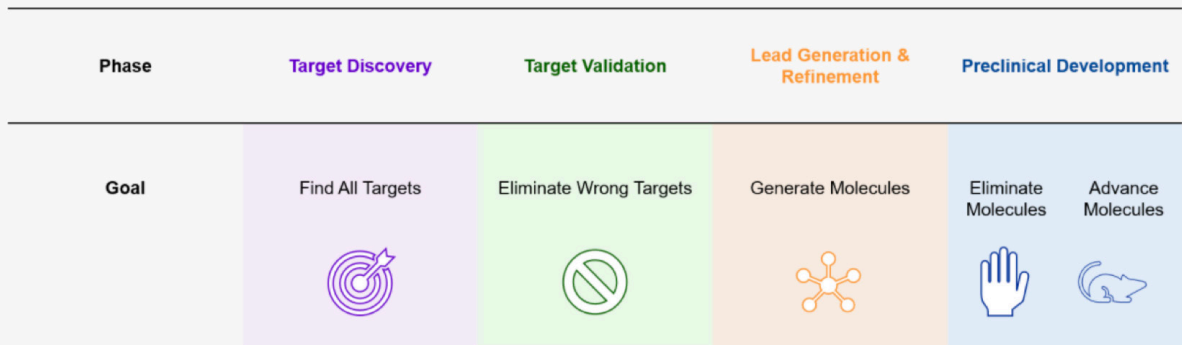 Phase
Target Discovery
Target Validation
Lead Generation &
Refinement
Preclinical Development
Goal
Find All Targets
Eliminate Wrong Targets
Generate Molecules
Eliminate
Molecules
Advance
Molecules